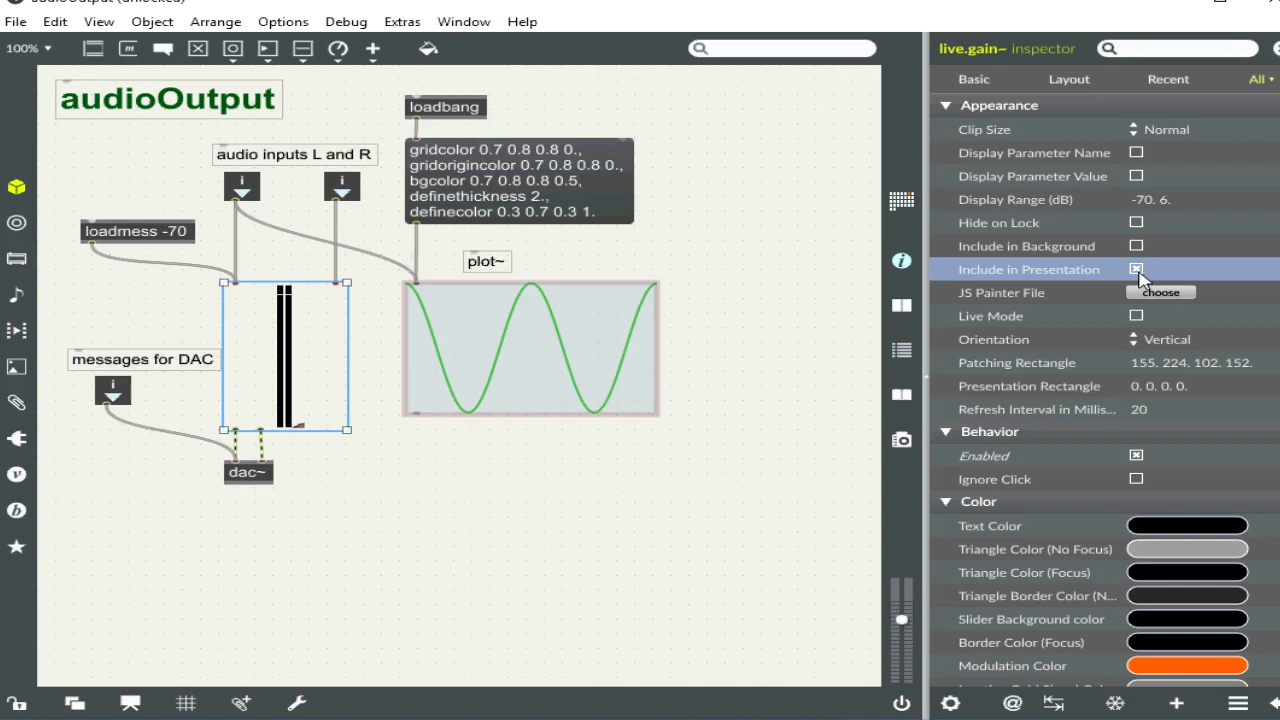 audioOutput (unlocked)
File Edit View Object Arrange Options Debug Extras Window Help
100%
m
live.gain~ inspector
Basic Layout Recent All
audioOutput
loadbang
gridcolor 0.7 0.8 0.8 0.,
gridorigincolor 0.7 0.8 0.8 0.,
bgcolor 0.7 0.8 0.8 0.5,
definethickness 2.,
definecolor 0.3 0.7 0.3 1.
audio inputs L and R
i i
loadmess -70
plot~
messages for DAC
i
dac~
Appearance
Clip Size Normal
Display Parameter Name
Display Parameter Value
Display Range (dB) -70. 6.
Hide on Lock
Include in Background
Include in Presentation
JS Painter File choose
Live Mode
Orientation Vertical
Patching Rectangle 155. 224. 102. 152.
Presentation Rectangle 0. 0. 0. 0.
Refresh Interval in Millis... 20
Behavior
Enabled
Ignore Click
Color
Text Color
Triangle Color (No Focus)
Triangle Color (Focus)
Triangle Border Color (N...
Slider Background color
Border Color (Focus)
Modulation Color